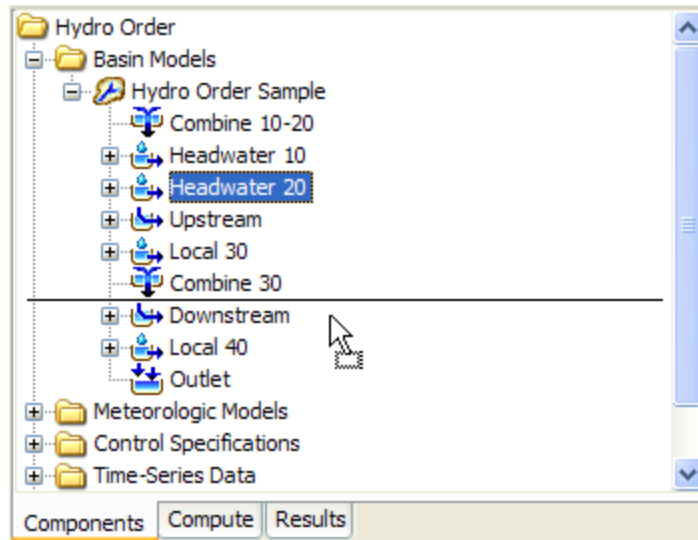 Hydro Order
Basin Models
Hydro Order Sample
Combine 10-20
Headwater 10
Headwater 20
Upstream
Local 30
Combine 30
Downstream
Local 40
Outlet
Meteorologic Models
Control Specifications
Time-Series Data
Components Compute Results